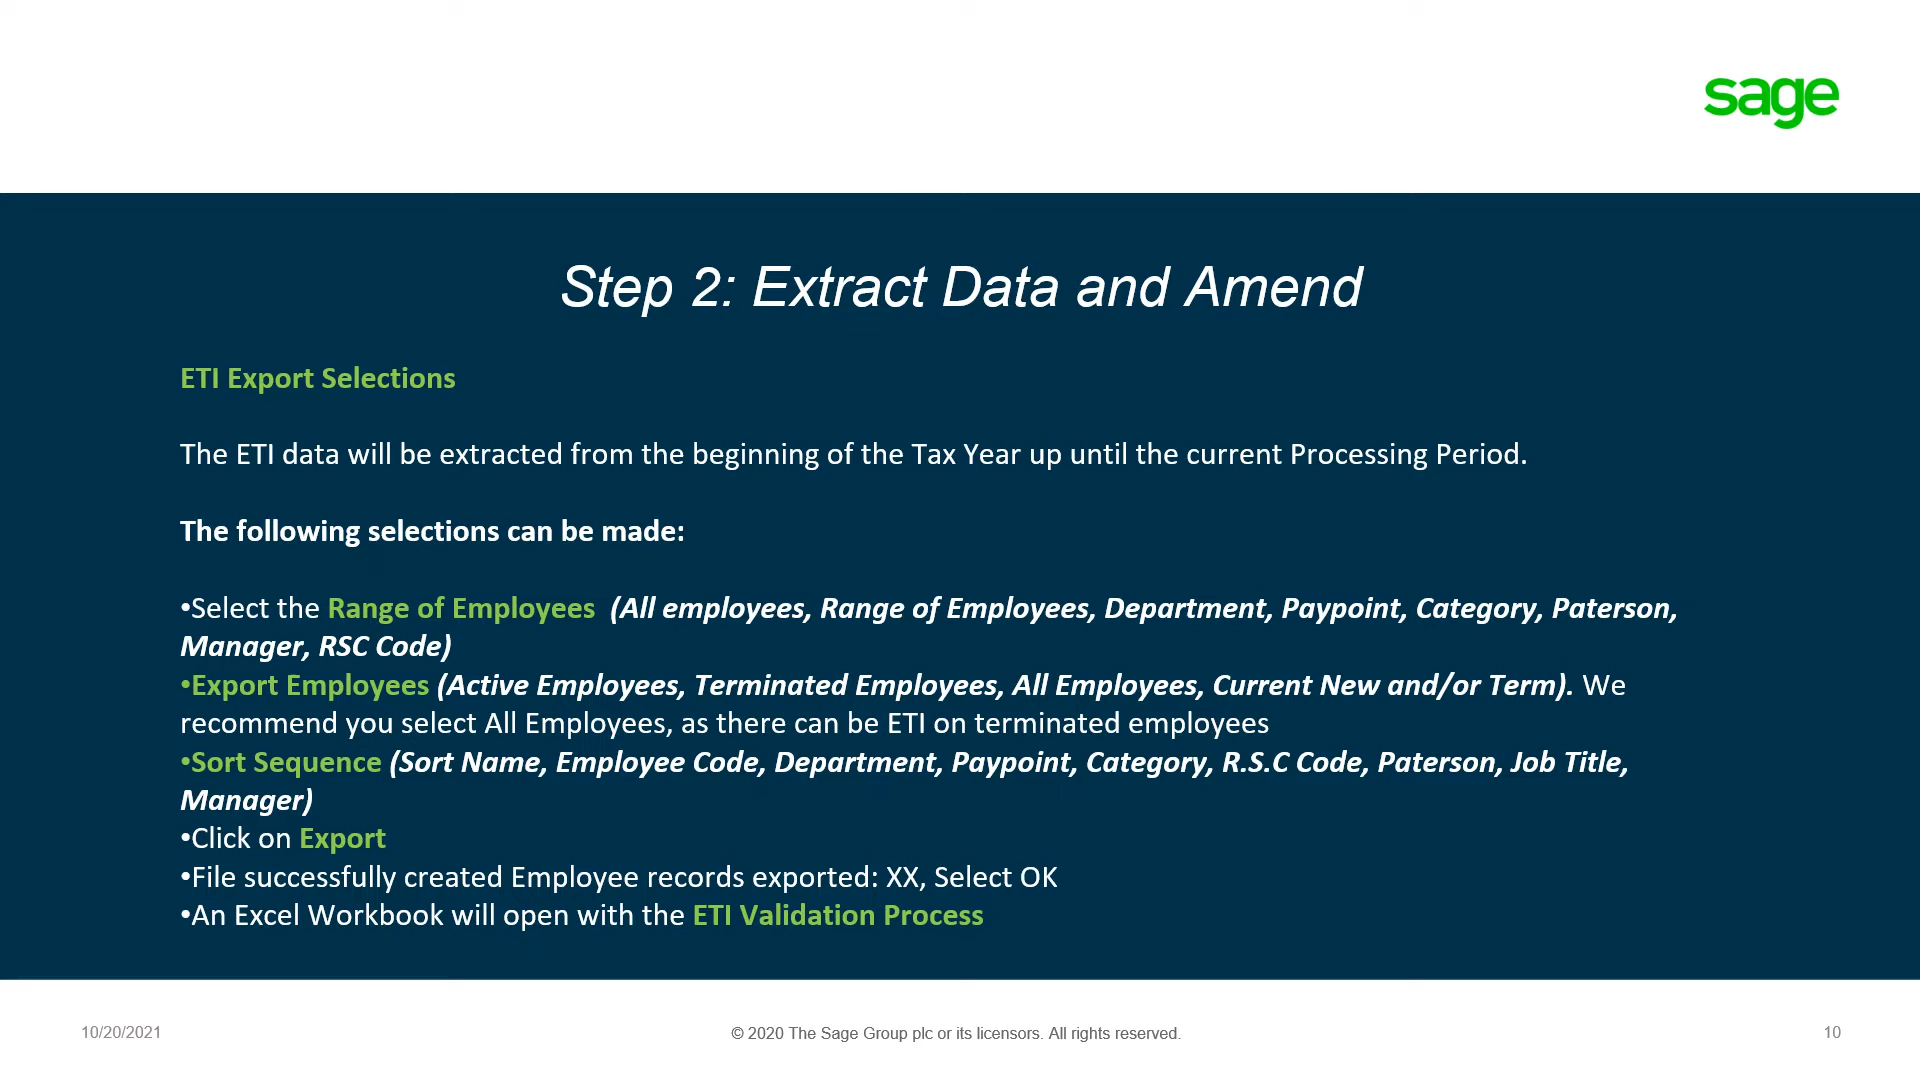 sage
Step 2: Extract Data and Amend
ETI Export Selections
The ETI data will be extracted from the beginning of the Tax Year up until the current Processing Period.
The following selections can be made:
•Select the Range of Employees  (All employees, Range of Employees, Department, Paypoint, Category, Paterson,
Manager, RSC Code)
•Export Employees (Active Employees, Terminated Employees, All Employees, Current New and/or Term). We
recommend you select All Employees, as there can be ETI on terminated employees
•Sort Sequence (Sort Name, Employee Code, Department, Paypoint, Category, R.S.C Code, Paterson, Job Title,
Manager)
•Click on Export
•File successfully created Employee records exported: XX, Select OK
•An Excel Workbook will open with the ETI Validation Process
10/20/2021
© 2020 The Sage Group plc or its licensors. All rights reserved.
10